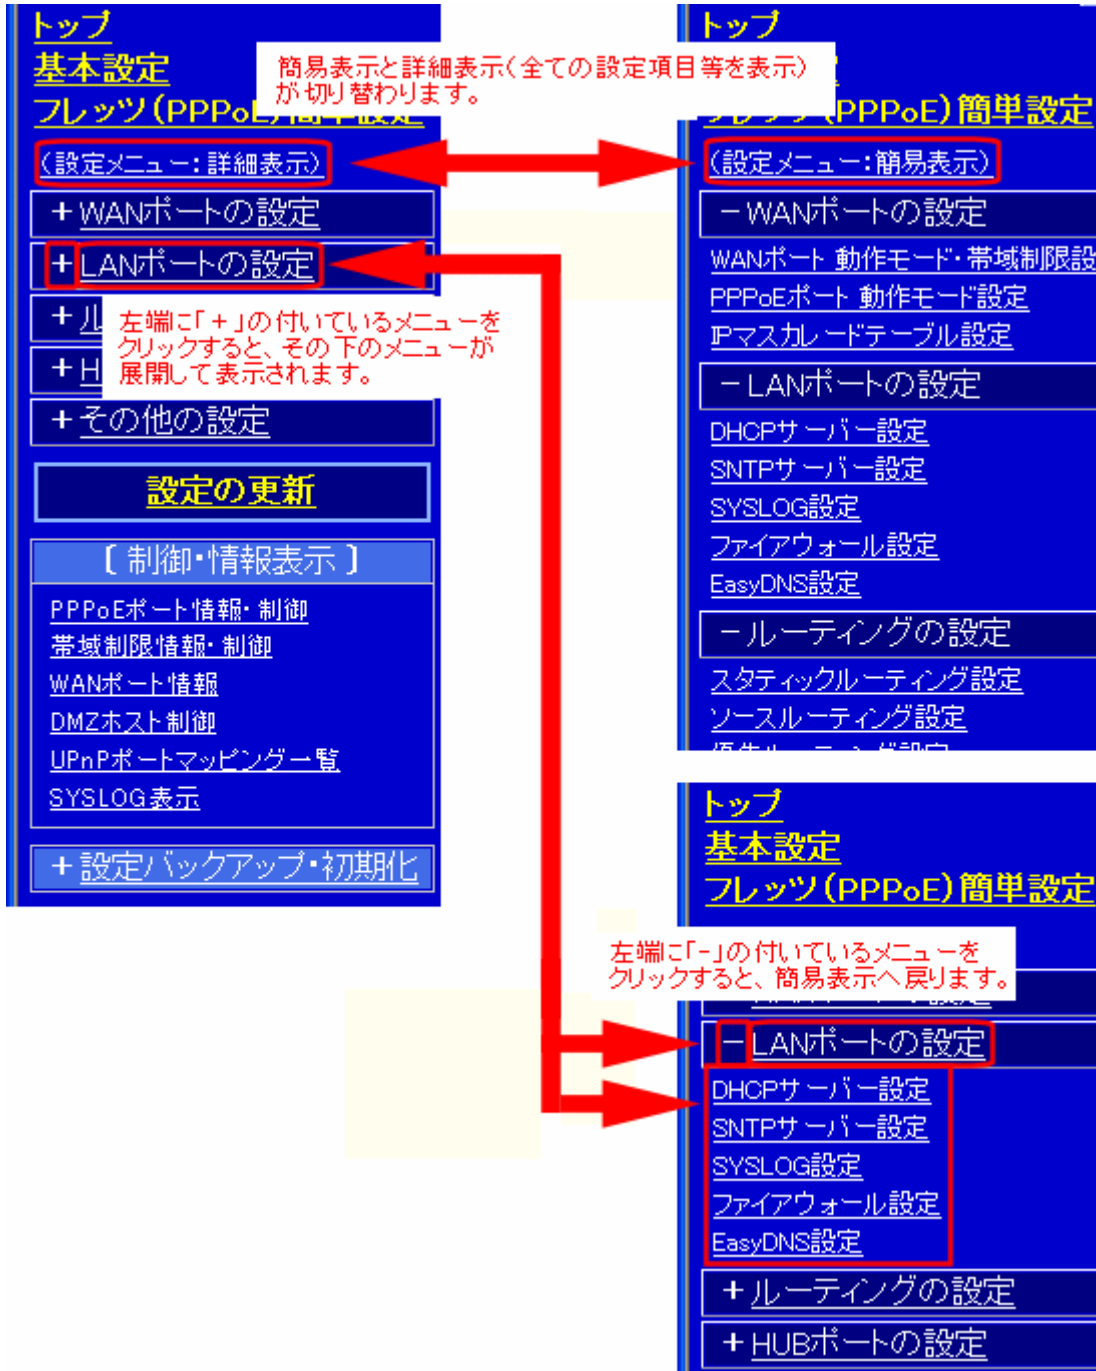 トップ
基本設定
フレッツ(PPPoE)簡単設定
簡易表示と詳細表示(全ての設定項目等を表示)
が切り替わります。
(設定メニュー:詳細表示)
+WANポートの設定
+LANポートの設定
左端に「+」の付いているメニューを
クリックすると、その下のメニューが
展開して表示されます。
+ル
+H
+その他の設定
設定の更新
[制御・情報表示]
PPPoEポート情報・制御
帯域制限情報・制御
WANポート情報
DMZホスト制御
UPnPポートマッピング一覧
SYSLOG表示
+設定バックアップ・初期化
トップ
フレッツ(PPPoE)簡単設定
(設定メニュー:簡易表示)
-WANポートの設定
WANポート 動作モード・帯域制限設
PPPoEポート 動作モード設定
IPマスカレードテーブル設定
-LANポートの設定
DHCPサーバー設定
SNTPサーバー設定
SYSLOG設定
ファイアウォール設定
EasyDNS設定
-ルーティングの設定
スタティックルーティング設定
ソースルーティング設定
トップ
基本設定
フレッツ(PPPoE)簡単設定
左端に「-」の付いているメニューを
クリックすると、簡易表示へ戻ります。
-LANポートの設定
DHCPサーバー設定
SNTPサーバー設定
SYSLOG設定
ファイアウォール設定
EasyDNS設定
+ルーティングの設定
+HUBポートの設定